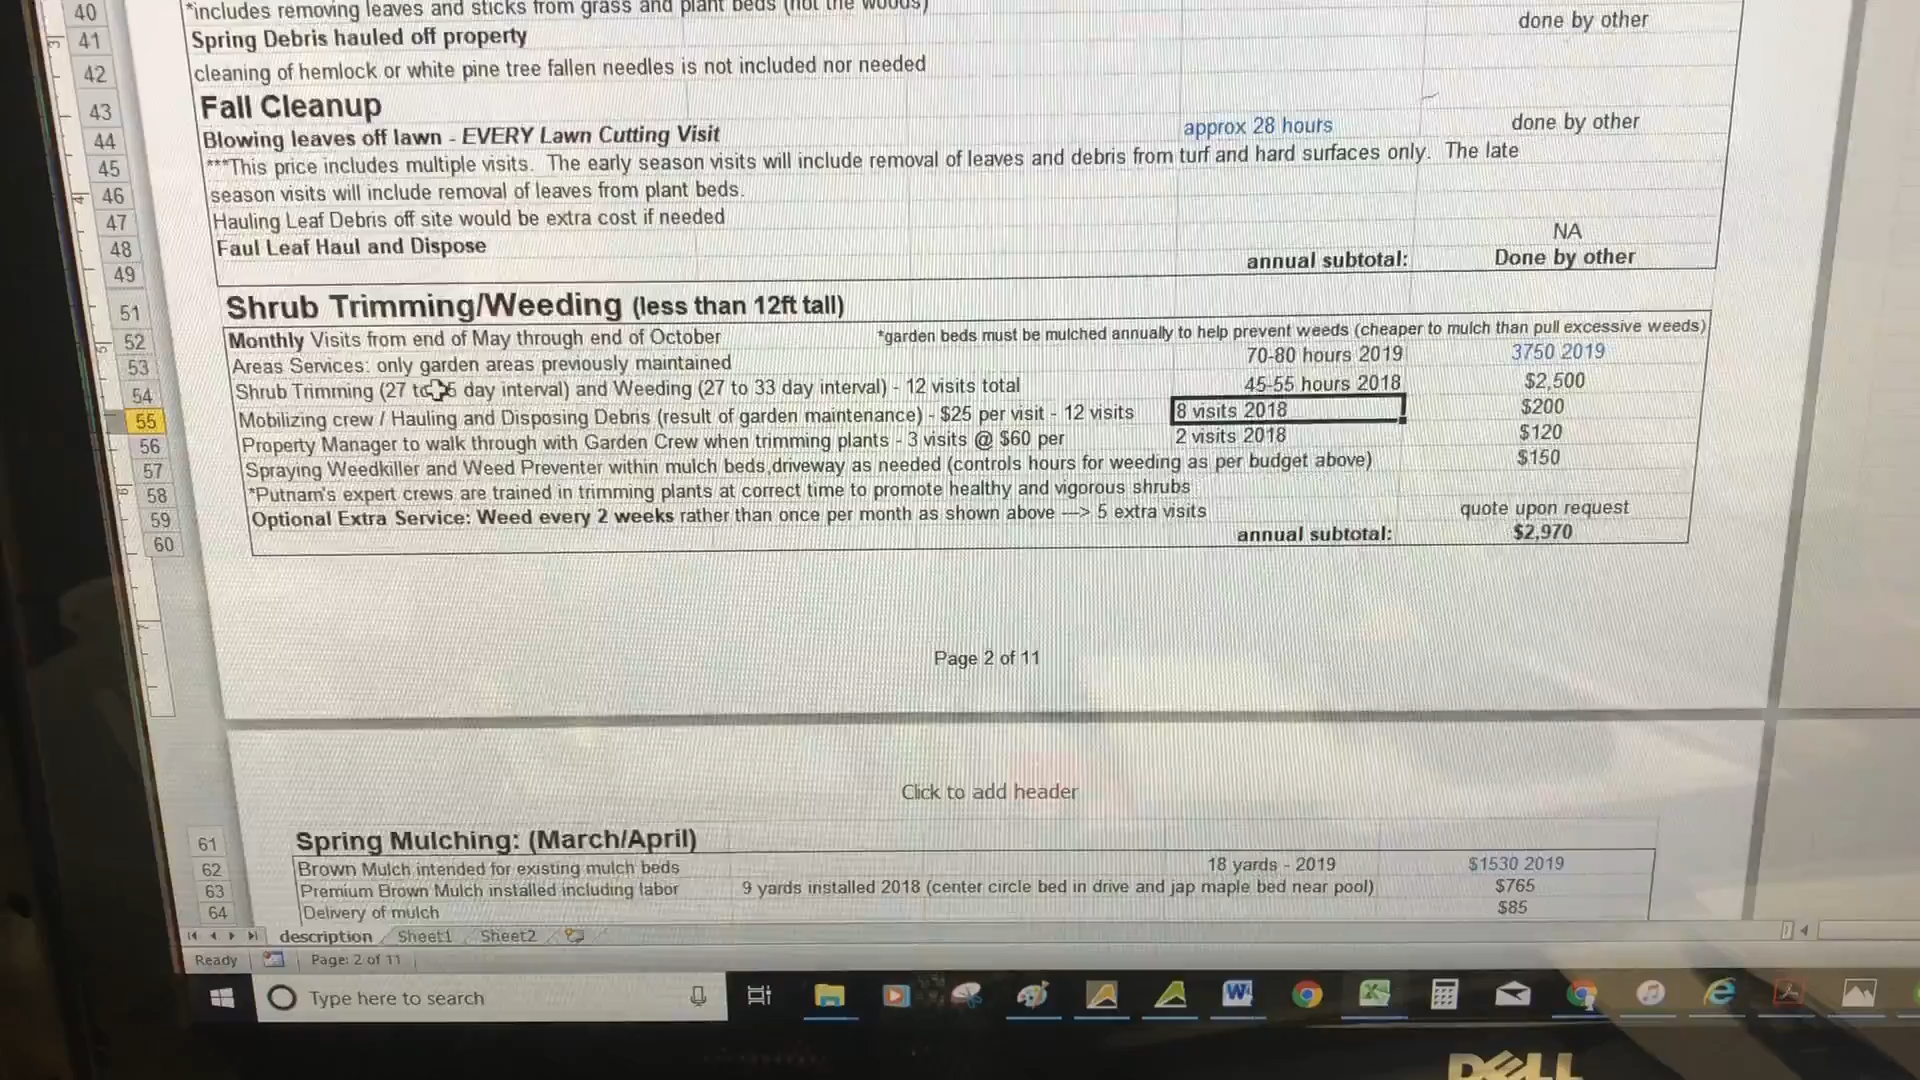 40 *includes removing leaves and sticks from grass and plant beds (not the woods)
done by other
41 Spring Debris hauled off property
42 cleaning of hemlock or white pine tree fallen needles is not included nor needed
43 Fall Cleanup
44 Blowing leaves off lawn - EVERY Lawn Cutting Visit approx 28 hours done by other
45 ***This price includes multiple visits. The early season visits will include removal of leaves and debris from turf and hard surfaces only. The late
46 season visits will include removal of leaves from plant beds.
47 Hauling Leaf Debris off site would be extra cost if needed
48 Faul Leaf Haul and Dispose NA
49 annual subtotal: Done by other
51 Shrub Trimming/Weeding (less than 12ft tall)
52 Monthly Visits from end of May through end of October *garden beds must be mulched annually to help prevent weeds (cheaper to mulch than pull excessive weeds)
53 Areas Services: only garden areas previously maintained 70-80 hours 2019 3750 2019
54 Shrub Trimming (27 to 5 day interval) and Weeding (27 to 33 day interval) - 12 visits total 45-55 hours 2018 $2,500
55 Mobilizing crew / Hauling and Disposing Debris (result of garden maintenance) - $25 per visit - 12 visits 8 visits 2018 $200
56 Property Manager to walk through with Garden Crew when trimming plants - 3 visits @ $60 per 2 visits 2018 $120
57 Spraying Weedkiller and Weed Preventer within mulch beds,driveway as needed (controls hours for weeding as per budget above) $150
58 *Putnam's expert crews are trained in trimming plants at correct time to promote healthy and vigorous shrubs
59 Optional Extra Service: Weed every 2 weeks rather than once per month as shown above ---> 5 extra visits quote upon request
60 annual subtotal: $2,970
Page 2 of 11
Click to add header
61 Spring Mulching: (March/April)
62 Brown Mulch intended for existing mulch beds 18 yards - 2019 $1530 2019
63 Premium Brown Mulch installed including labor 9 yards installed 2018 (center circle bed in drive and jap maple bed near pool) $765
64 Delivery of mulch $85
description Sheet1 Sheet2
Ready Page: 2 of 11
Type here to search
DELL